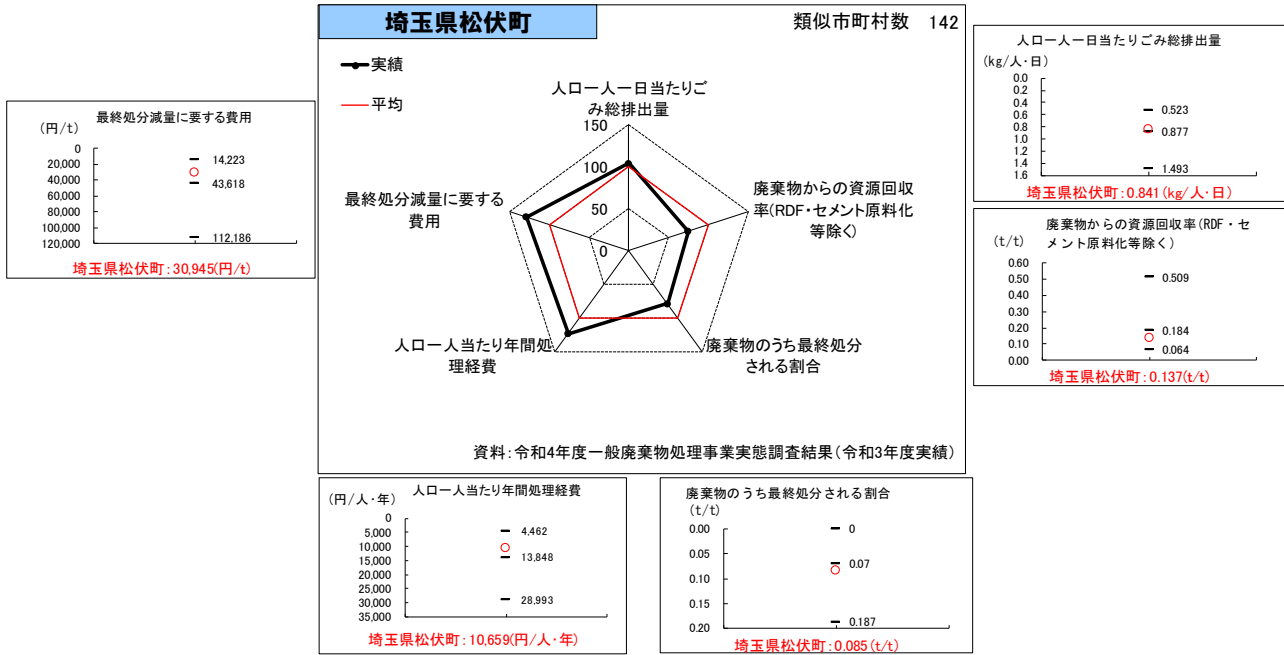 埼玉県松伏町
類似市町村数 142
実績
平均
人口一人一日当たりご
み総排出量
廃棄物からの資源回収
率(RDF・セメント原料化
等除く)
廃棄物のうち最終処分
される割合
人口一人当たり年間処
理経費
最終処分減量に要する
費用
150
100
50
0
資料:令和4年度一般廃棄物処理事業実態調査結果(令和3年度実績)
最終処分減量に要する費用
(円/t)
0
20,000
40,000
60,000
80,000
100,000
120,000
14,223
43,618
112,186
埼玉県松伏町:30,945(円/t)
人口一人一日当たりごみ総排出量
(kg/人・日)
0.0
0.2
0.4
0.6
0.8
1.0
1.2
1.4
1.6
0.523
0.877
1.493
埼玉県松伏町:0.841(kg/人・日)
廃棄物からの資源回収率(RDF・セ
メント原料化等除く)
(t/t)
0.60
0.50
0.40
0.30
0.20
0.10
0.00
0.509
0.184
0.064
埼玉県松伏町:0.137(t/t)
人口一人当たり年間処理経費
(円/人・年)
0
5,000
10,000
15,000
20,000
25,000
30,000
35,000
4,462
13,848
28,993
埼玉県松伏町:10,659(円/人・年)
廃棄物のうち最終処分される割合
(t/t)
0.00
0.05
0.10
0.15
0.20
0
0.07
0.187
埼玉県松伏町:0.085(t/t)